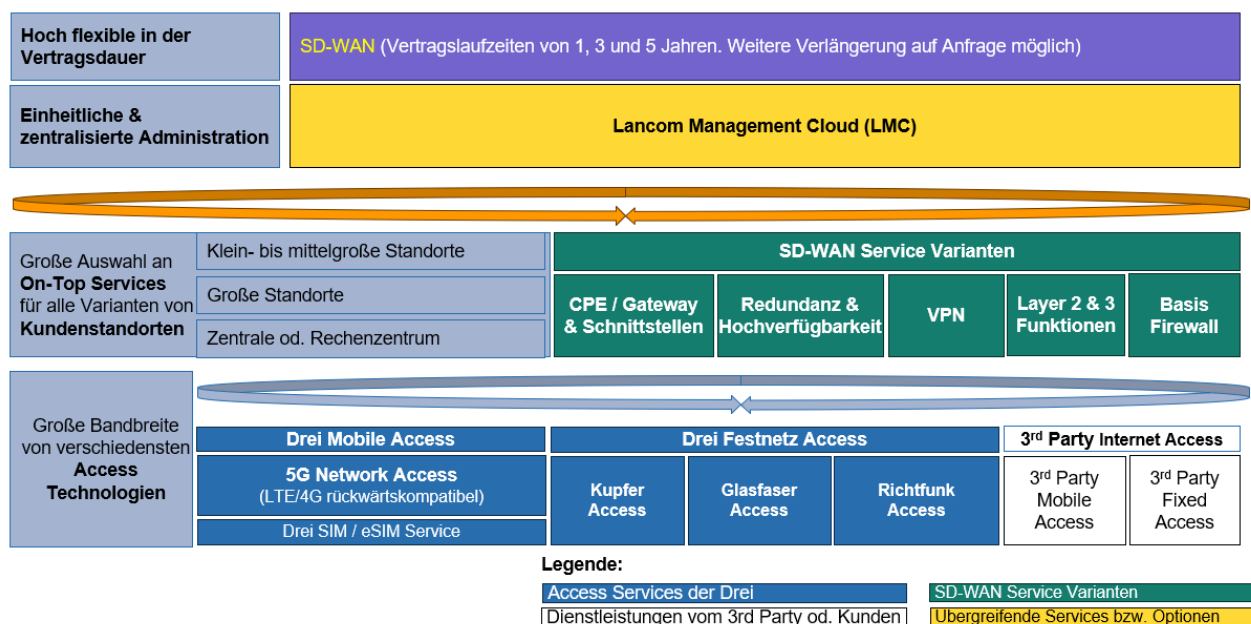 Hoch flexible in der
Vertragsdauer
SD-WAN (Vertragslaufzeiten von 1, 3 und 5 Jahren. Weitere Verlängerung auf Anfrage möglich)
Einheitliche &
zentralisierte Administration
Lancom Management Cloud (LMC)
Große Auswahl an
On-Top Services
für alle Varianten von
Kundenstandorten
Klein- bis mittelgroße Standorte
Große Standorte
Zentrale od. Rechenzentrum
SD-WAN Service Varianten
CPE / Gateway
& Schnittstellen
Redundanz &
Hochverfügbarkeit
VPN
Layer 2 & 3
Funktionen
Basis
Firewall
Große Bandbreite
von verschiedensten
Access
Technologien
Drei Mobile Access
5G Network Access
(LTE/4G rückwärtskompatibel)
Drei SIM / eSIM Service
Drei Festnetz Access
Kupfer
Access
Glasfaser
Access
Richtfunk
Access
3rd Party Internet Access
3rd Party
Mobile
Access
3rd Party
Fixed
Access
Legende:
Access Services der Drei
SD-WAN Service Varianten
Dienstleistungen vom 3rd Party od. Kunden
Übergreifende Services bzw. Optionen